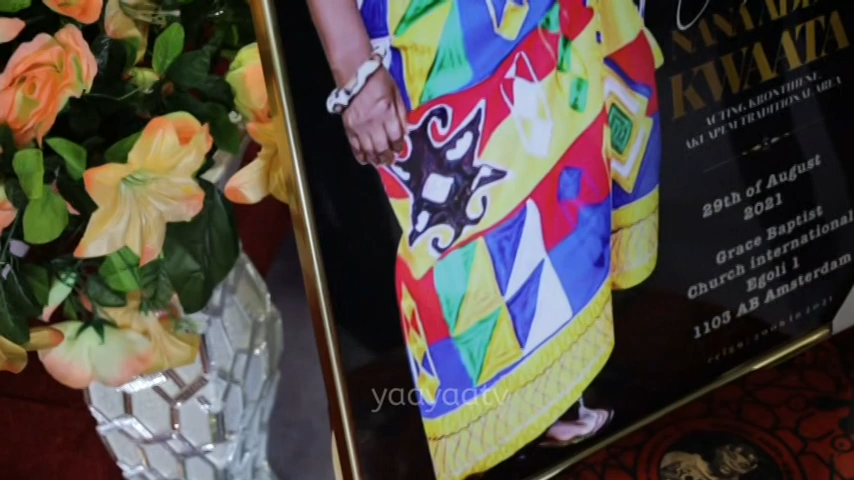 KWAATA
ACTING KRONTIHENE
AKUAPEM TRADITIONAL AREA
29th of August
2021
Grace Baptist
Church international
Egoli 1
1103 AB Amsterdam
yaayaatv